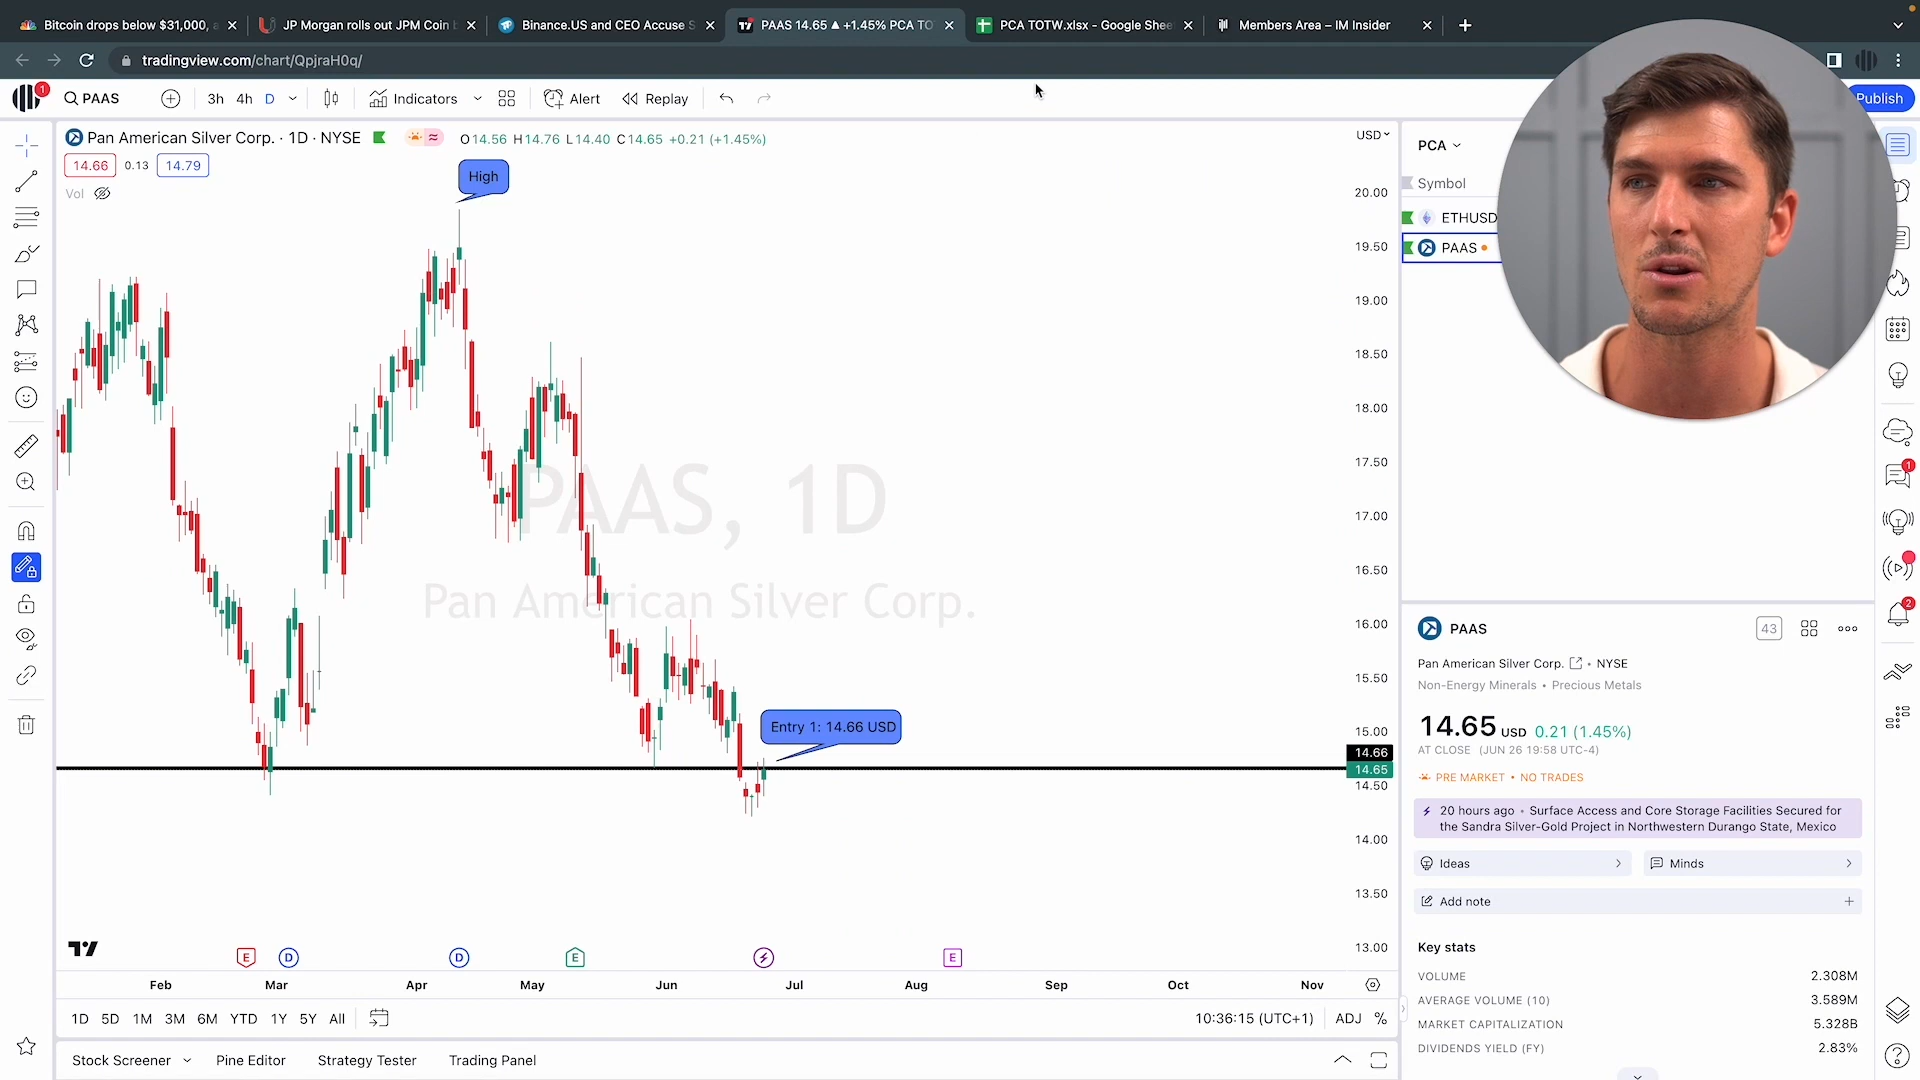 Bitcoin drops below $31,000, a
JP Morgan rolls out JPM Coin b
Binance.US and CEO Accuse S
PAAS 14.65 ▲ +1.45% PCA TO
PCA TOTW.xlsx - Google Shee
Members Area – IM Insider
tradingview.com/chart/QpjraH0q/
1
PAAS
3h 4h D
Indicators
Alert
Replay
Publish
Pan American Silver Corp. · 1D · NYSE
O14.56 H14.76 L14.40 C14.65 +0.21 (+1.45%)
14.66 0.13 14.79
Vol
USD
High
PAAS, 1D
Pan American Silver Corp.
Entry 1: 14.66 USD
20.00
19.50
19.00
18.50
18.00
17.50
17.00
16.50
16.00
15.50
15.00
14.66
14.65
14.50
14.00
13.50
13.00
E D D E E
Feb Mar Apr May Jun Jul Aug Sep Oct Nov
1D 5D 1M 3M 6M YTD 1Y 5Y All
10:36:15 (UTC+1) ADJ %
Stock Screener Pine Editor Strategy Tester Trading Panel
PCA
Symbol
ETHUSD
PAAS
PAAS
43
Pan American Silver Corp. • NYSE
Non-Energy Minerals • Precious Metals
14.65 USD 0.21 (1.45%)
AT CLOSE (JUN 26 19:58 UTC-4)
PRE MARKET • NO TRADES
20 hours ago • Surface Access and Core Storage Facilities Secured for
the Sandra Silver-Gold Project in Northwestern Durango State, Mexico
Ideas
Minds
Add note
Key stats
VOLUME 2.308M
AVERAGE VOLUME (10) 3.589M
MARKET CAPITALIZATION 5.328B
DIVIDENDS YIELD (FY) 2.83%
1
2